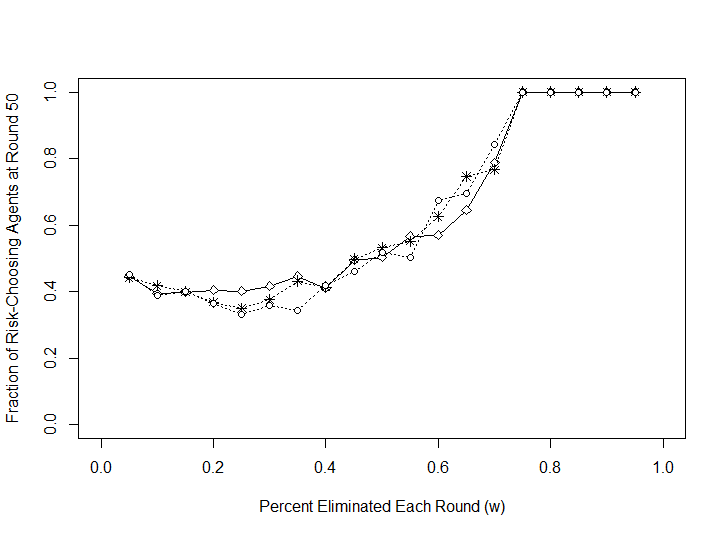 Fraction of Risk-Choosing Agents at Round 50
1.0
0.8
0.6
0.4
0.2
0.0
0.0 0.2 0.4 0.6 0.8 1.0
Percent Eliminated Each Round (w)